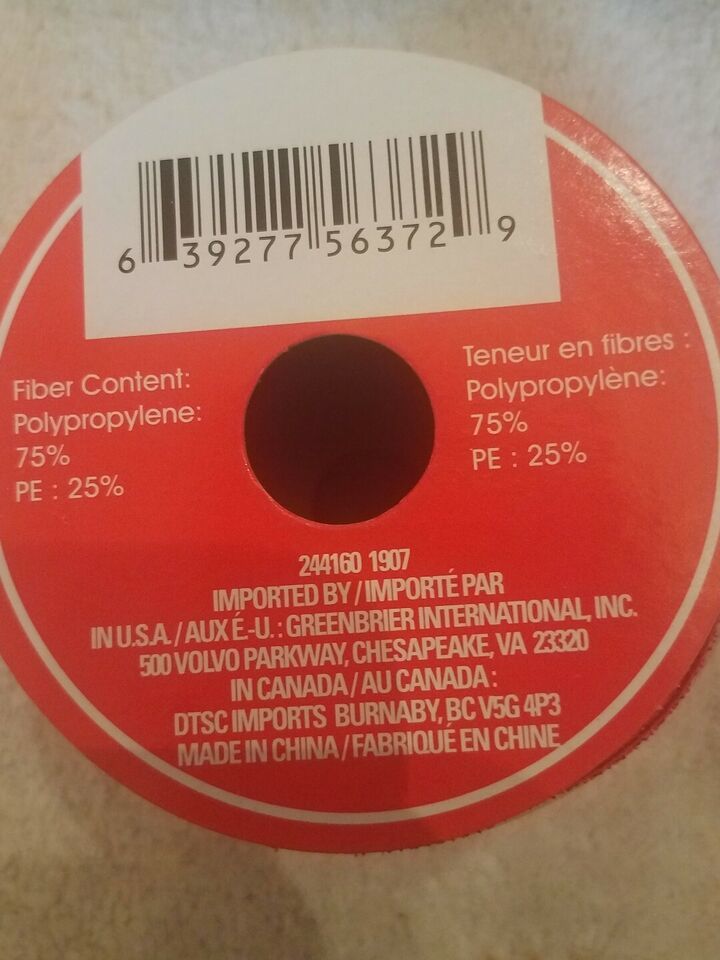 6 39277 56372 9
Fiber Content:
Polypropylene:
75%
PE : 25%
Teneur en fibres :
Polypropylène:
75%
PE : 25%
244160 1907
IMPORTED BY / IMPORTÉ PAR
IN U.S.A. / AUX É.-U. : GREENBRIER INTERNATIONAL, INC.
500 VOLVO PARKWAY, CHESAPEAKE, VA 23320
IN CANADA / AU CANADA :
DTSC IMPORTS BURNABY, BC V5G 4P3
MADE IN CHINA / FABRIQUÉ EN CHINE